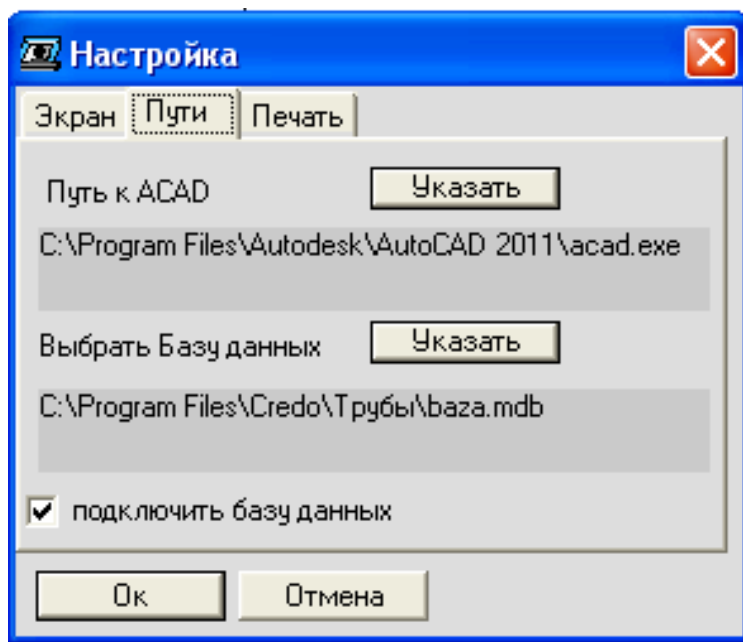 Настройка
Экран Пути Печать
Путь к ACAD Указать
C:\Program Files\Autodesk\AutoCAD 2011\acad.exe
Выбрать Базу данных Указать
C:\Program Files\Credo\Трубы\baza.mdb
подключить базу данных
Ок Отмена